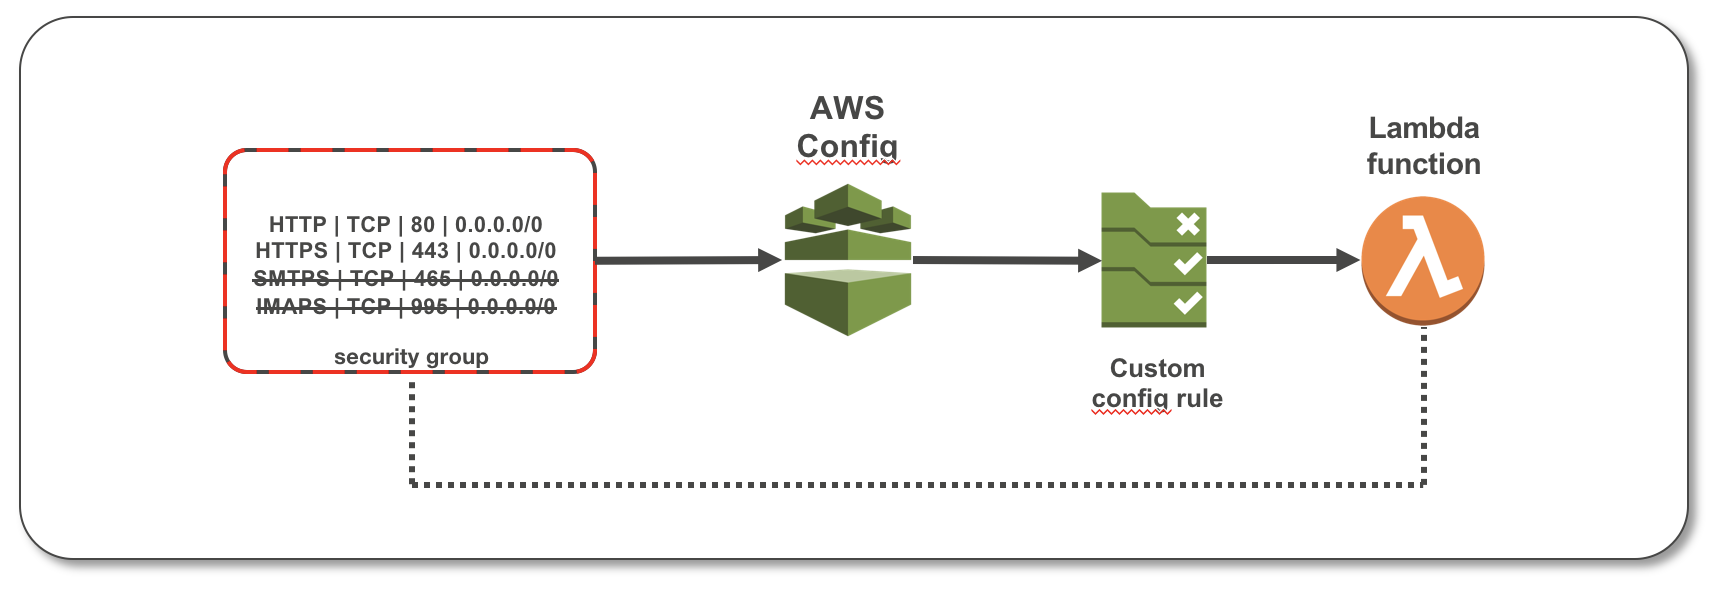 AWS
Config
Lambda
function
HTTP | TCP | 80 | 0.0.0.0/0
HTTPS | TCP | 443 | 0.0.0.0/0
SMTPS | TCP | 465 | 0.0.0.0/0
IMAPS | TCP | 995 | 0.0.0.0/0
security group
Custom
config rule